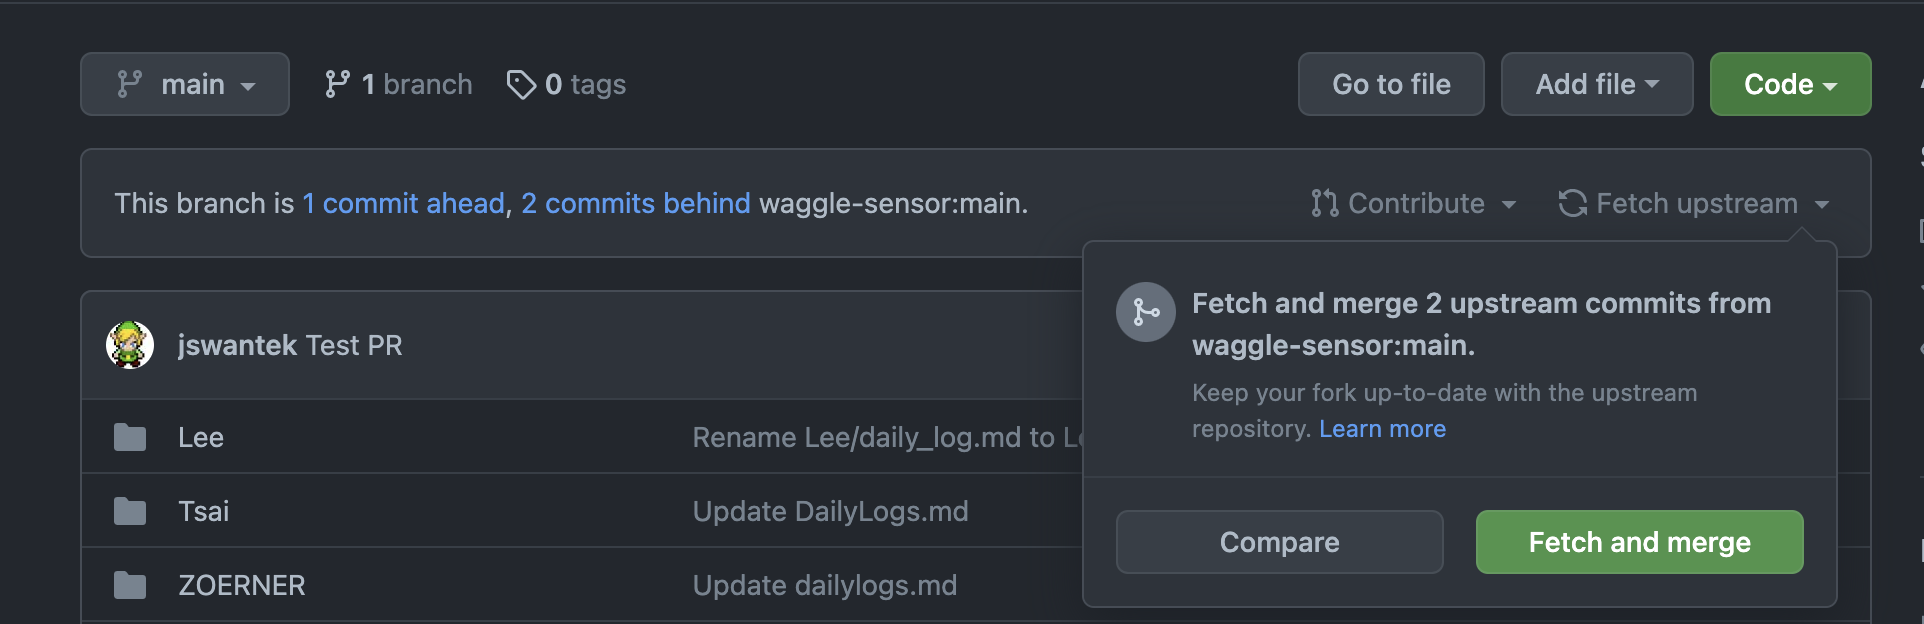 main
1 branch
0 tags
Go to file
Add file
Code
This branch is 1 commit ahead, 2 commits behind waggle-sensor:main.
Contribute
Fetch upstream
Fetch and merge 2 upstream commits from
waggle-sensor:main.
Keep your fork up-to-date with the upstream
repository. Learn more
Compare
Fetch and merge
jswantek Test PR
Lee
Rename Lee/daily_log.md to
Tsai
Update DailyLogs.md
ZOERNER
Update dailylogs.md